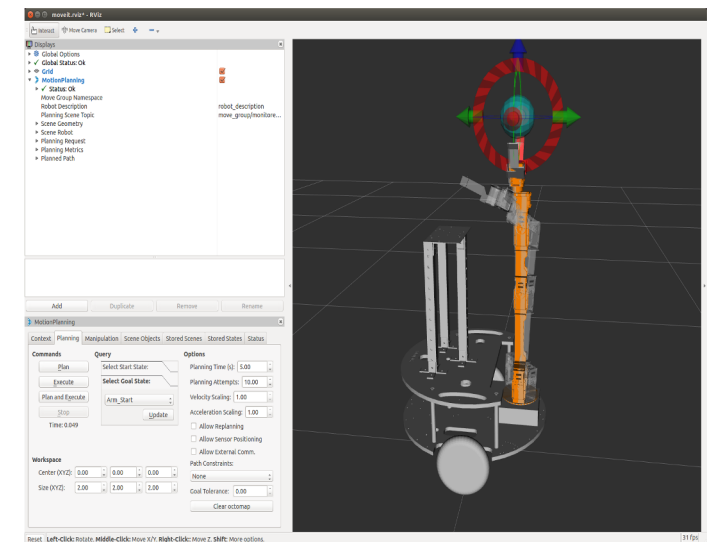 moveit.rviz* - RViz
Interact Move Camera Select
Displays
Global Options
Global Status: Ok
Grid
MotionPlanning
Status: Ok
Move Group Namespace
Robot Description robot_description
Planning Scene Topic move_group/monitore...
Scene Geometry
Scene Robot
Planning Request
Planning Metrics
Planned Path
Add Duplicate Remove Rename
MotionPlanning
Context Planning Manipulation Scene Objects Stored Scenes Stored States Status
Commands Query Options
Plan Select Start State: Planning Time (s): 5.00
Execute Select Goal State: Planning Attempts: 10.00
Plan and Execute Arm_Start Velocity Scaling: 1.00
Stop Update Acceleration Scaling: 1.00
Time: 0.049 Allow Replanning
Allow Sensor Positioning
Allow External Comm.
Workspace Path Constraints:
Center (XYZ): 0.00 0.00 0.00 None
Size (XYZ): 2.00 2.00 2.00 Goal Tolerance: 0.00
Clear octomap
Reset Left-Click: Rotate. Middle-Click: Move X/Y. Right-Click: Move Z. Shift: More options. 31 fps